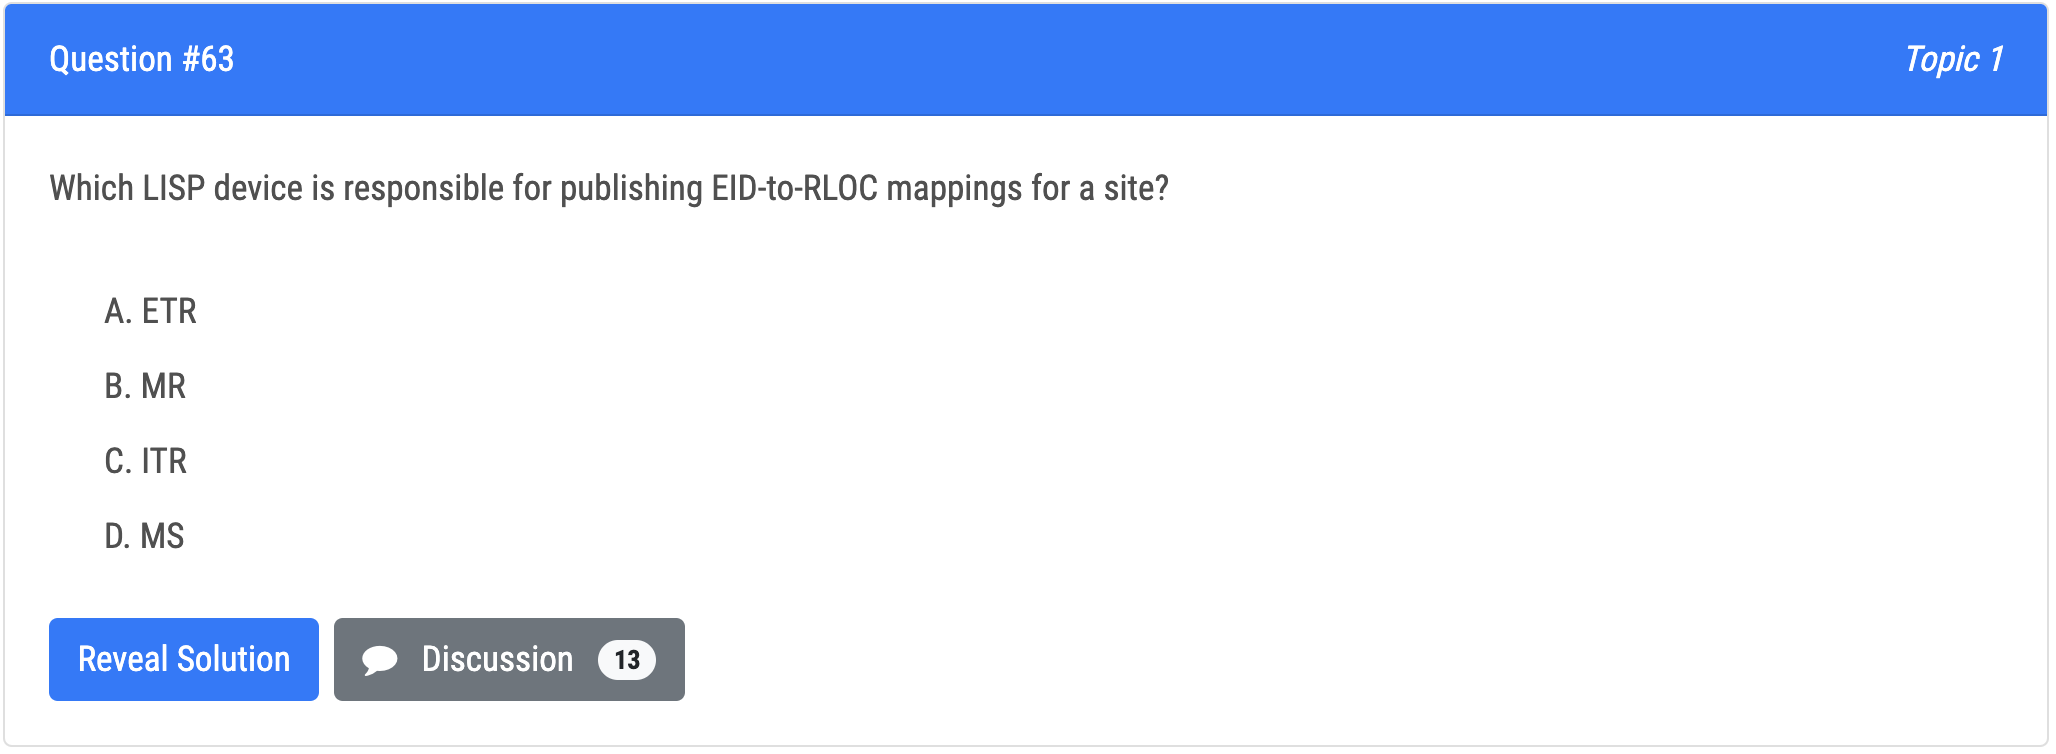 Question #63
Topic 1
Which LISP device is responsible for publishing EID-to-RLOC mappings for a site?
A. ETR
B. MR
C. ITR
D. MS
Reveal Solution
Discussion 13